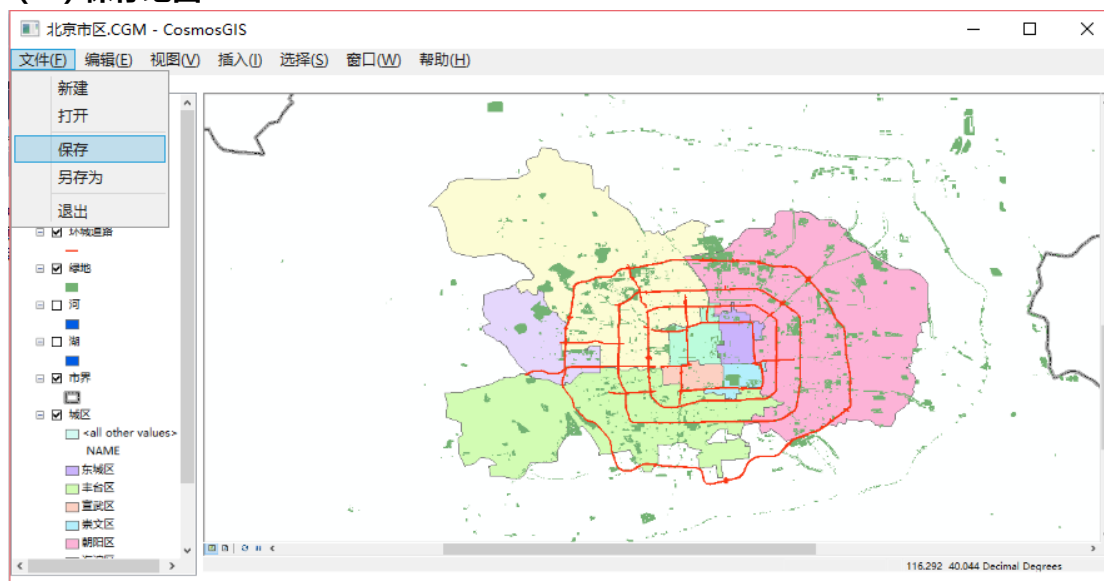 北京市区.CGM - CosmosGIS
文件(F) 编辑(E) 视图(V) 插入(I) 选择(S) 窗口(W) 帮助(H)
新建
打开
保存
另存为
退出
环城道路
绿地
河
湖
市界
城区
<all other values>
NAME
东城区
丰台区
宣武区
崇文区
朝阳区
116.292 40.044 Decimal Degrees